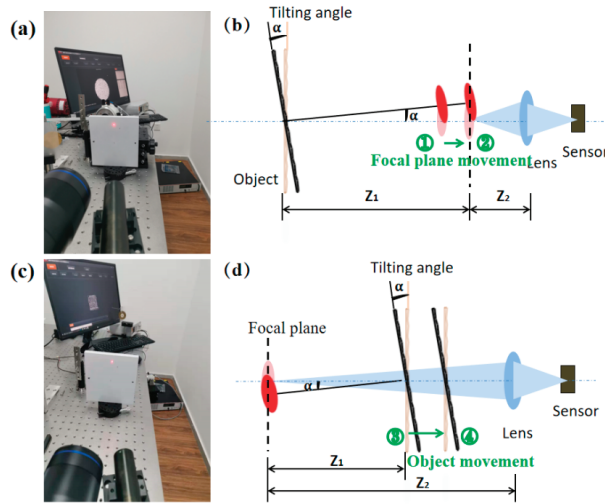 (a)
(b)
Tilting angle
α
α
① → ②
Focal plane movement
Lens
Sensor
Object
Z₁
Z₂
(c)
(d)
Tilting angle
α
Focal plane
α
③
④
Object movement
Lens
Sensor
Z₁
Z₂